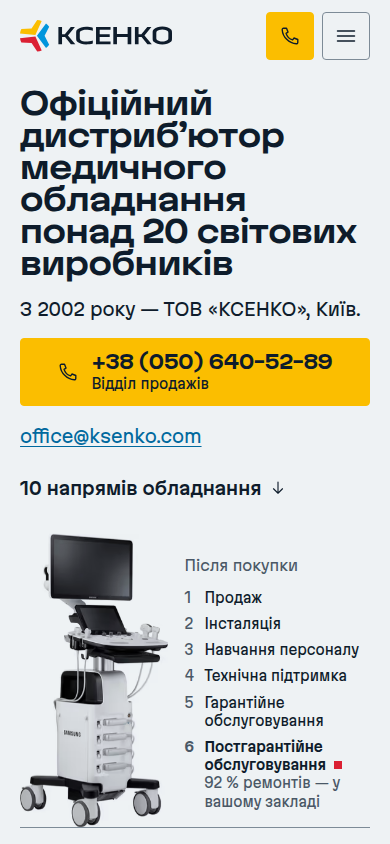 КСЕНКО
Офіційний
дистриб’ютор
медичного
обладнання
понад 20 світових
виробників
З 2002 року — ТОВ «КСЕНКО», Київ.
+38 (050) 640-52-89
Відділ продажів
office@ksenko.com
10 напрямів обладнання ↓
Після покупки
1 Продаж
2 Інсталяція
3 Навчання персоналу
4 Технічна підтримка
5 Гарантійне
обслуговування
6 Постгарантійне
обслуговування
92 % ремонтів — у
вашому закладі
SAMSUNG